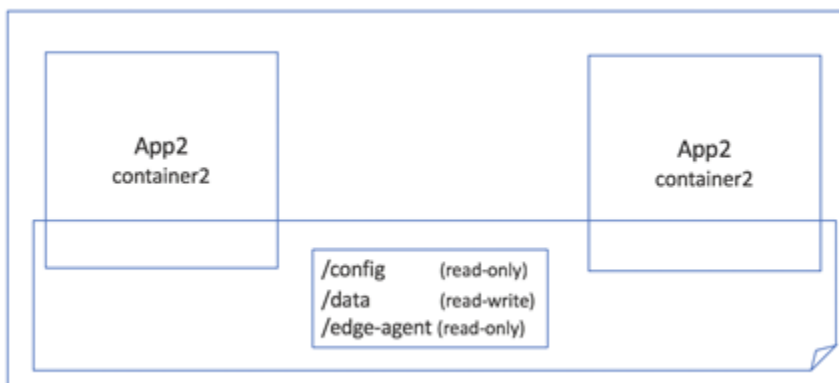 App2
container2
App2
container2
/config (read-only)
/data (read-write)
/edge-agent (read-only)